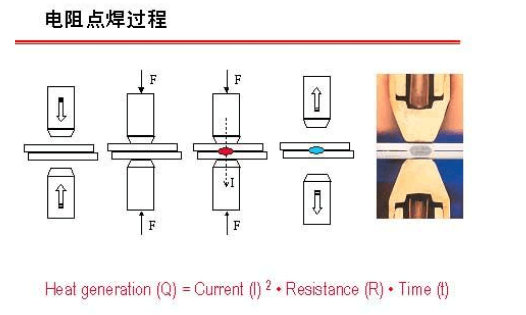 电阻点焊过程
F F
I
F F
Heat generation (Q) = Current (I) ² • Resistance (R) • Time (t)